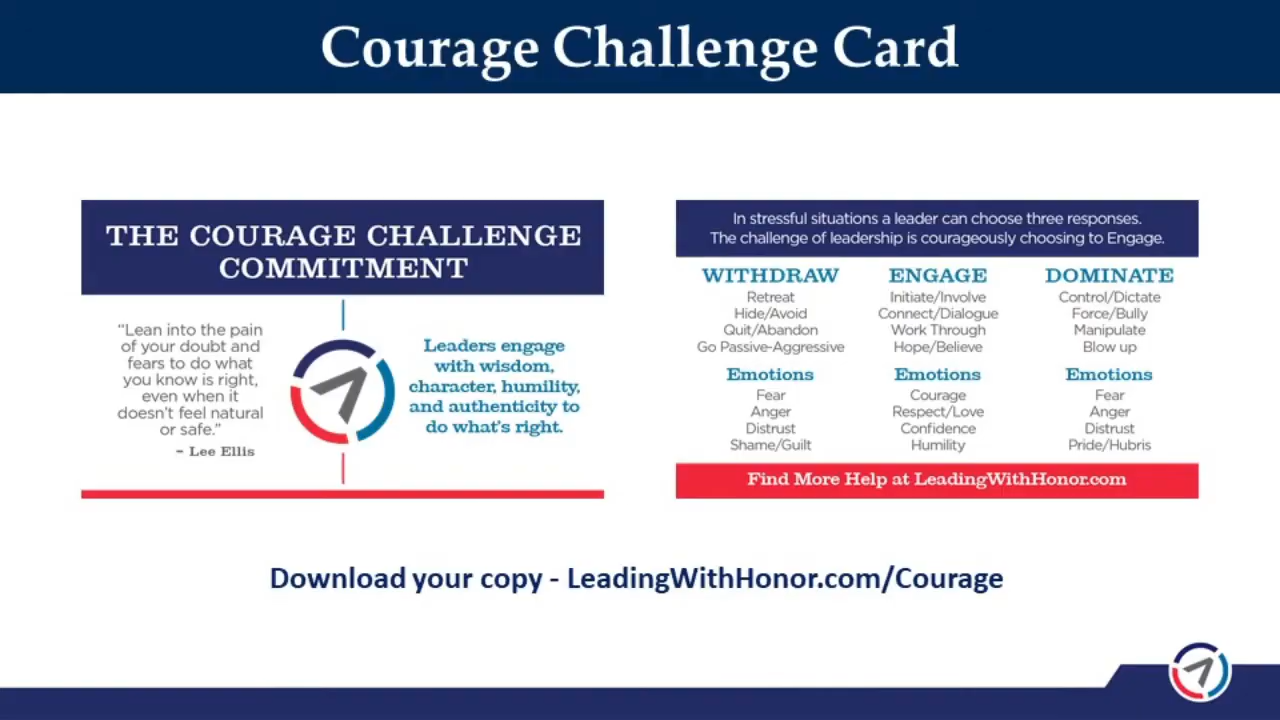 Courage Challenge Card
THE COURAGE CHALLENGE
COMMITMENT
“Lean into the pain
of your doubt and
fears to do what
you know is right,
even when it
doesn’t feel natural
or safe.”
~ Lee Ellis
Leaders engage
with wisdom,
character, humility,
and authenticity to
do what’s right.
In stressful situations a leader can choose three responses.
The challenge of leadership is courageously choosing to Engage.
WITHDRAW
Retreat
Hide/Avoid
Quit/Abandon
Go Passive-Aggressive
Emotions
Fear
Anger
Distrust
Shame/Guilt
ENGAGE
Initiate/Involve
Connect/Dialogue
Work Through
Hope/Believe
Emotions
Courage
Respect/Love
Confidence
Humility
DOMINATE
Control/Dictate
Force/Bully
Manipulate
Blow up
Emotions
Fear
Anger
Distrust
Pride/Hubris
Find More Help at LeadingWithHonor.com
Download your copy - LeadingWithHonor.com/Courage